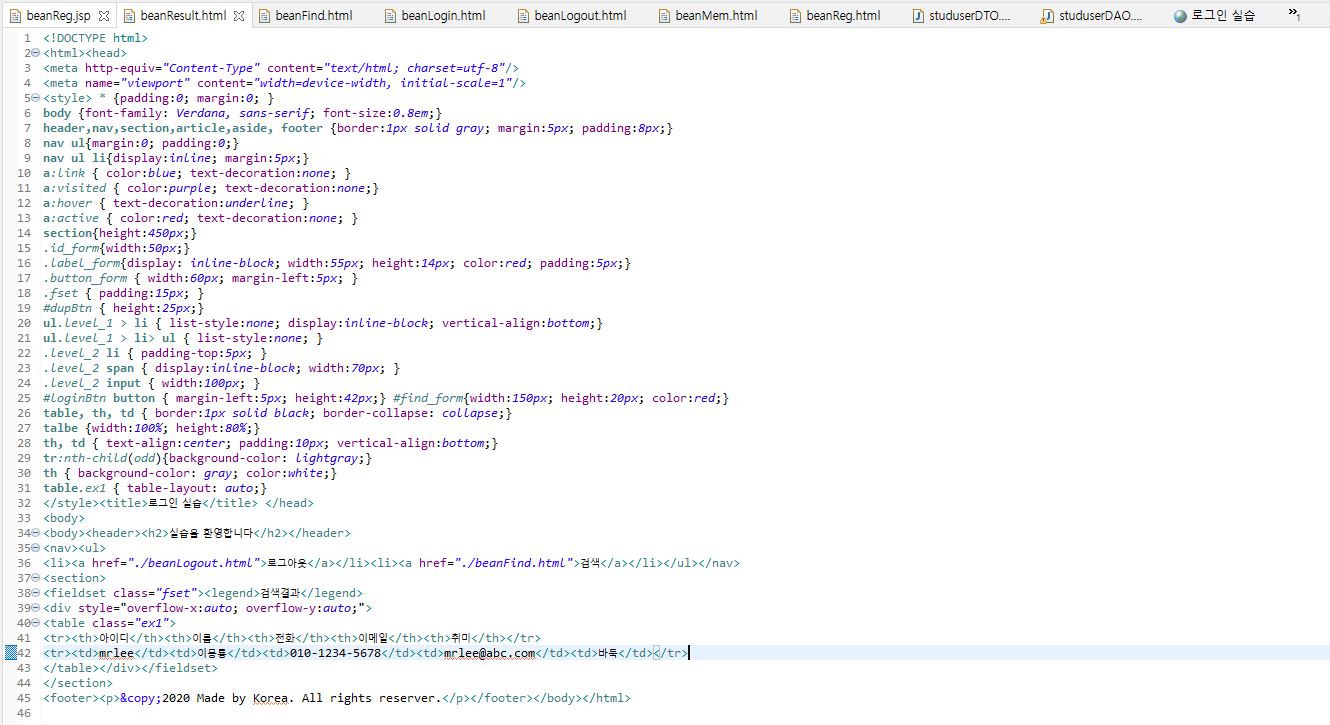 beanReg.jsp beanResult.html beanFind.html beanLogin.html beanLogout.html beanMem.html beanReg.html studuserDTO.... studuserDAO.... 로그인 실습 »1
1 <!DOCTYPE html>
2 <html><head>
3 <meta http-equiv="Content-Type" content="text/html; charset=utf-8"/>
4 <meta name="viewport" content="width=device-width, initial-scale=1"/>
5 <style> * {padding:0; margin:0; }
6 body {font-family: Verdana, sans-serif; font-size:0.8em;}
7 header,nav,section,article,aside, footer {border:1px solid gray; margin:5px; padding:8px;}
8 nav ul{margin:0; padding:0;}
9 nav ul li{display:inline; margin:5px;}
10 a:link { color:blue; text-decoration:none; }
11 a:visited { color:purple; text-decoration:none;}
12 a:hover { text-decoration:underline; }
13 a:active { color:red; text-decoration:none; }
14 section{height:450px;}
15 .id_form{width:50px;}
16 .label_form{display: inline-block; width:55px; height:14px; color:red; padding:5px;}
17 .button_form { width:60px; margin-left:5px; }
18 .fset { padding:15px; }
19 #dupBtn { height:25px;}
20 ul.level_1 > li { list-style:none; display:inline-block; vertical-align:bottom;}
21 ul.level_1 > li> ul { list-style:none; }
22 .level_2 li { padding-top:5px; }
23 .level_2 span { display:inline-block; width:70px; }
24 .level_2 input { width:100px; }
25 #loginBtn button { margin-left:5px; height:42px;} #find_form{width:150px; height:20px; color:red;}
26 table, th, td { border:1px solid black; border-collapse: collapse;}
27 talbe {width:100%; height:80%;}
28 th, td { text-align:center; padding:10px; vertical-align:bottom;}
29 tr:nth-child(odd){background-color: lightgray;}
30 th { background-color: gray; color:white;}
31 table.ex1 { table-layout: auto;}
32 </style><title>로그인 실습</title> </head>
33 <body>
34 <body><header><h2>실습을 환영합니다</h2></header>
35 <nav><ul>
36 <li><a href="./beanLogout.html">로그아웃</a></li><li><a href="./beanFind.html">검색</a></li></ul></nav>
37 <section>
38 <fieldset class="fset"><legend>검색결과</legend>
39 <div style="overflow-x:auto; overflow-y:auto;">
40 <table class="ex1">
41 <tr><th>아이디</th><th>이름</th><th>전화</th><th>이메일</th><th>취미</th></tr>
42 <tr><td>mrlee</td><td>이몽룡</td><td>010-1234-5678</td><td>mrlee@abc.com</td><td>바둑</td></tr>
43 </table></div></fieldset>
44 </section>
45 <footer><p>&copy;2020 Made by Korea. All rights reserver.</p></footer></body></html>
46